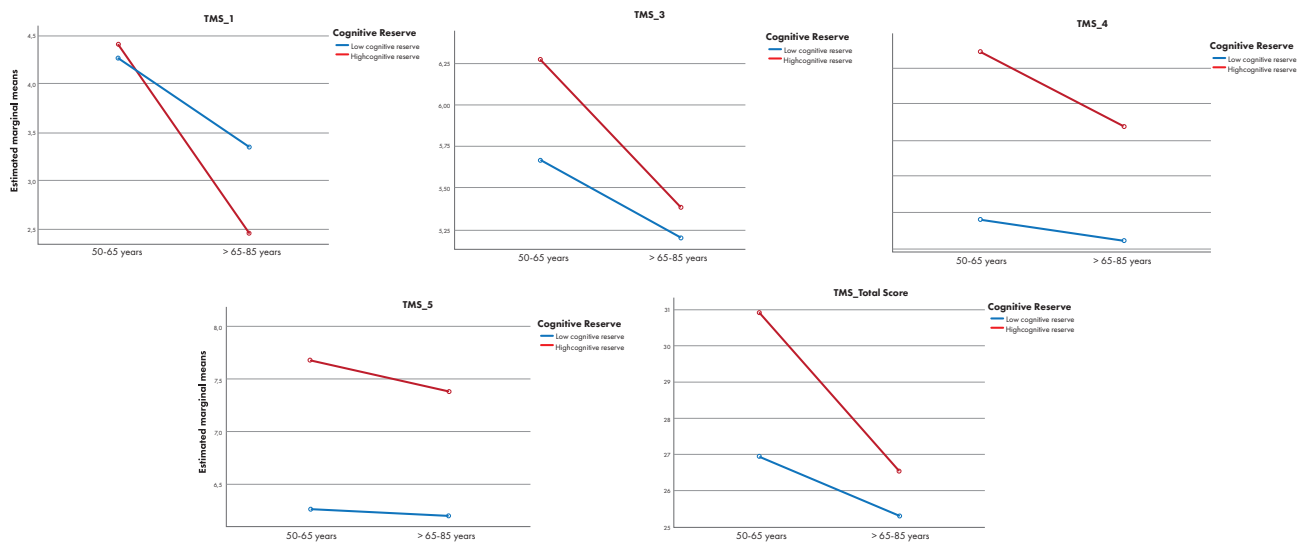 TMS_1
Cognitive Reserve
Low cognitive reserve
Highcognitive reserve
Estimated marginal means
4,5
4,0
3,5
3,0
2,5
50-65 years
> 65-85 years
TMS_3
Cognitive Reserve
Low cognitive reserve
Highcognitive reserve
6,25
6,00
5,75
5,50
5,25
50-65 years
> 65-85 years
TMS_4
Cognitive Reserve
Low cognitive reserve
Highcognitive reserve
50-65 years
> 65-85 years
TMS_5
Cognitive Reserve
Low cognitive reserve
Highcognitive reserve
Estimated marginal means
8,0
7,5
7,0
6,5
50-65 years
> 65-85 years
TMS_Total Score
Cognitive Reserve
Low cognitive reserve
Highcognitive reserve
31
30
29
28
27
26
25
50-65 years
> 65-85 years